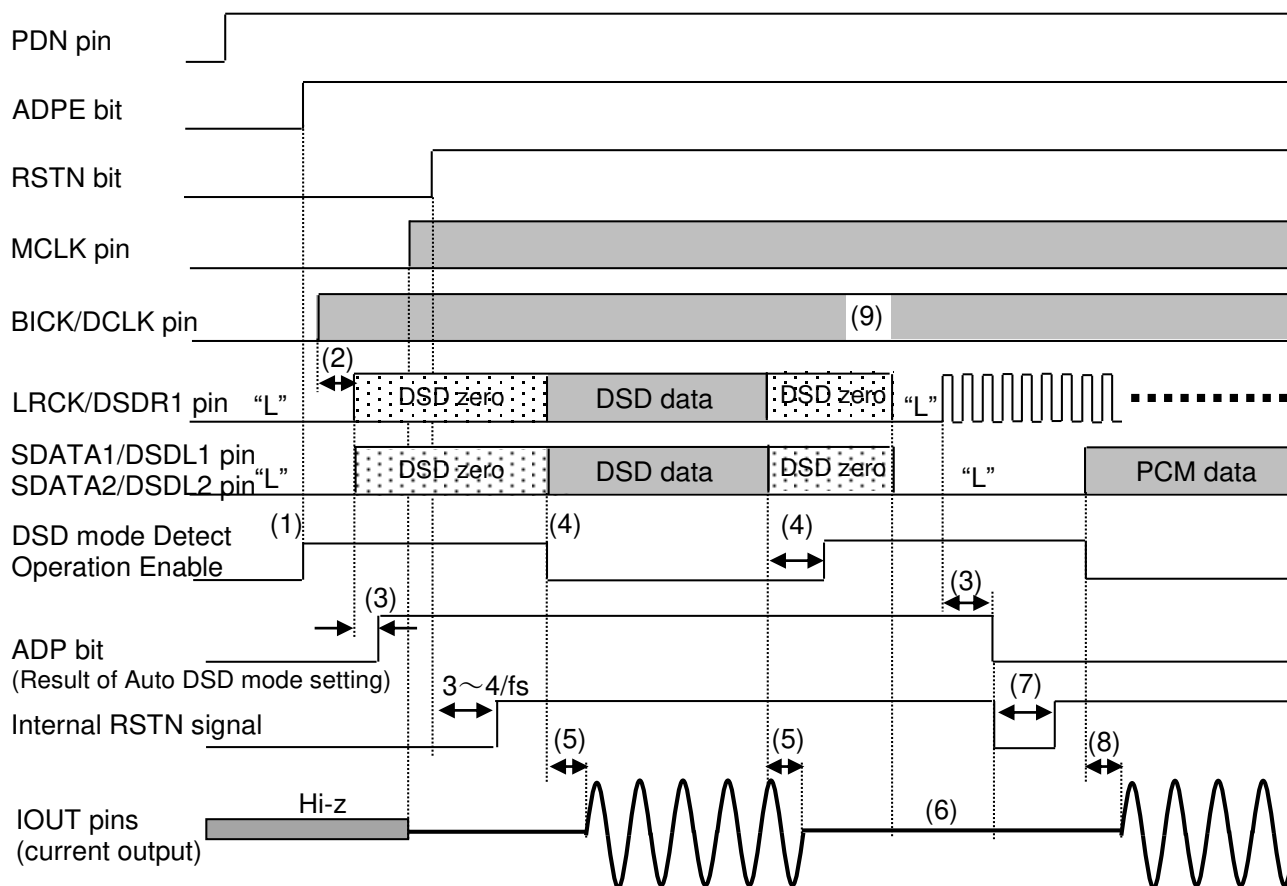 PDN pin
ADPE bit
RSTN bit
MCLK pin
BICK/DCLK pin (9)
(2)
LRCK/DSDR1 pin “L” DSD zero DSD data DSD zero “L”
SDATA1/DSDL1 pin
SDATA2/DSDL2 pin “L” DSD zero DSD data DSD zero “L” PCM data
(1) (4) (4)
DSD mode Detect
Operation Enable
(3) (3)
ADP bit
(Result of Auto DSD mode setting)
3～4/fs (7)
Internal RSTN signal
(5) (5) (8)
Hi-z (6)
IOUT pins
(current output)